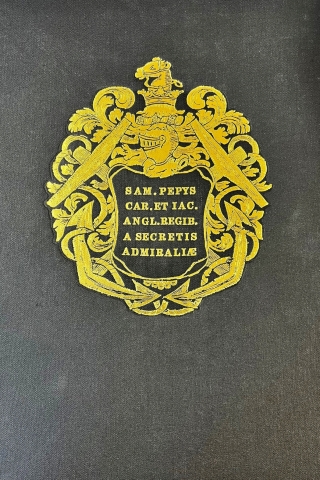 SAM. PEPYS
CAR. ET IAC.
ANGL. REGIB.
A SECRETIS
ADMIRALIÆ